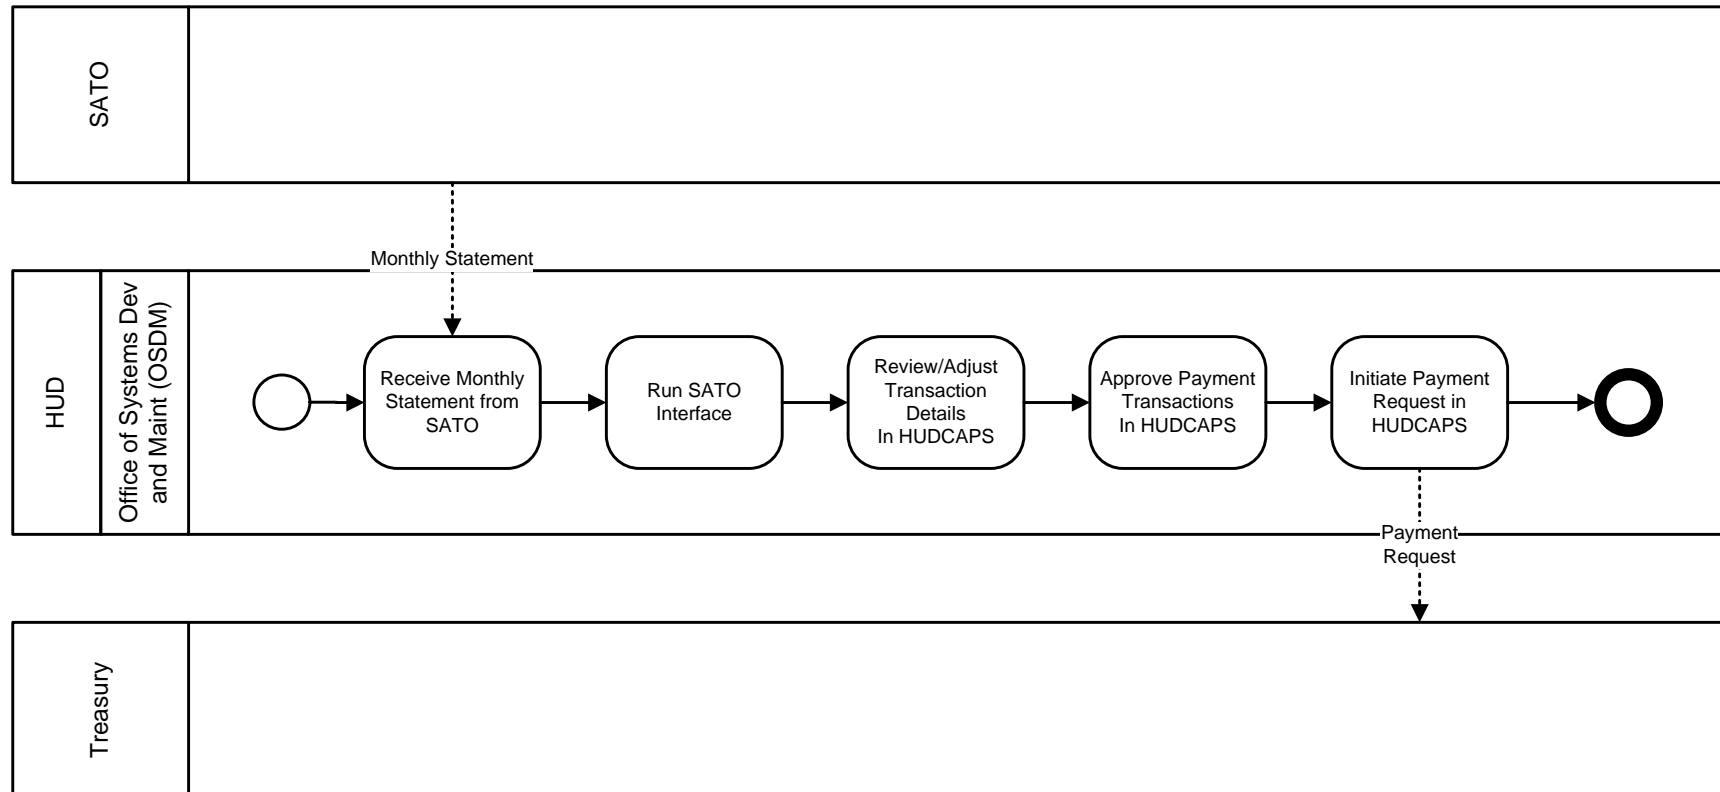 SATO
Monthly Statement
HUD
Office of Systems Dev
and Maint (OSDM)
Receive Monthly
Statement from
SATO
Run SATO
Interface
Review/Adjust
Transaction
Details
In HUDCAPS
Approve Payment
Transactions
In HUDCAPS
Initiate Payment
Request in
HUDCAPS
Payment
Request
Treasury